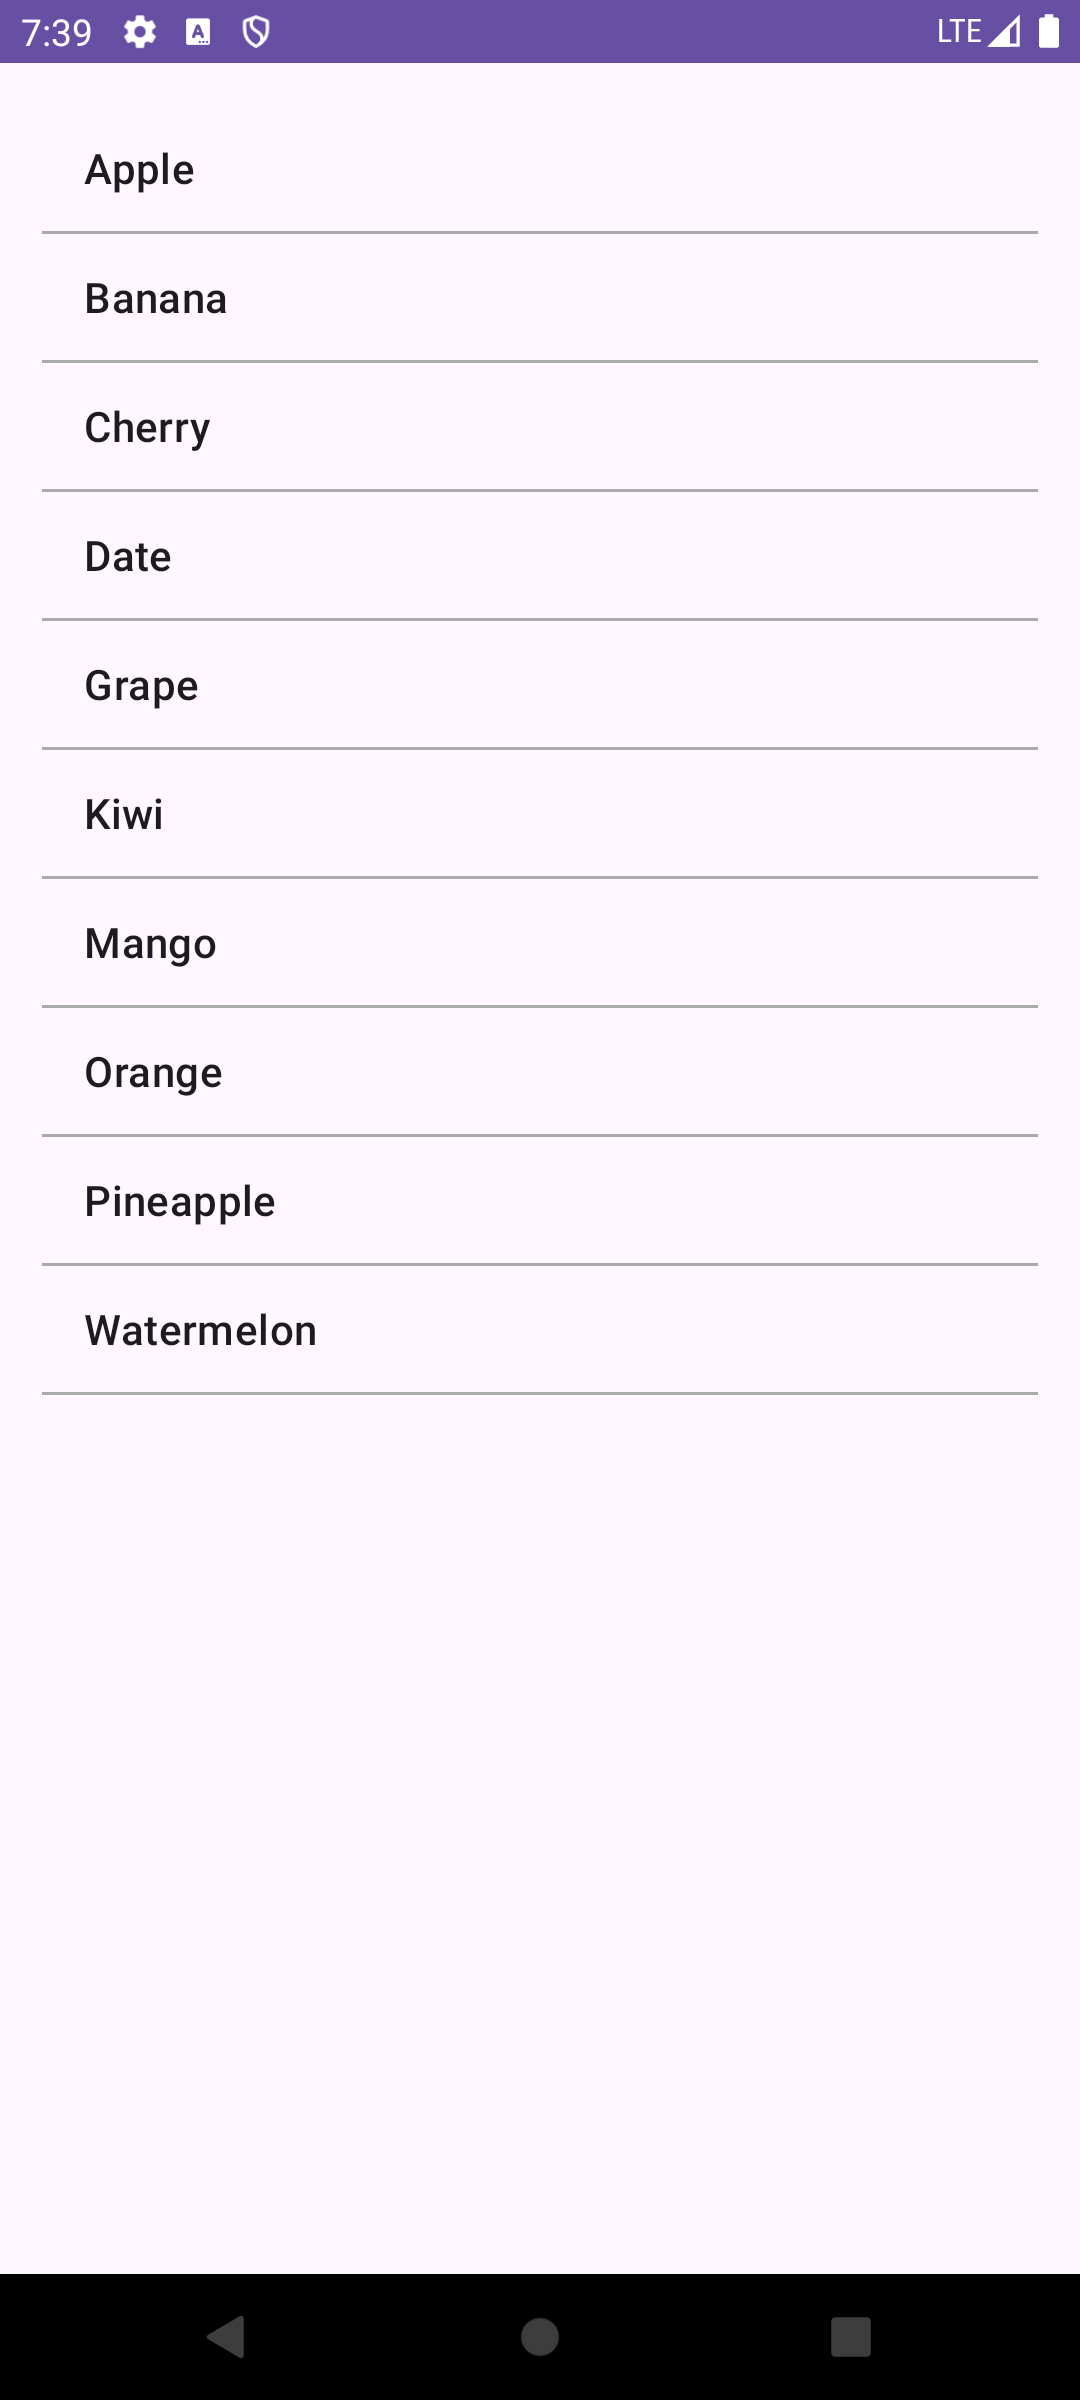 7:39 LTE
Apple
Banana
Cherry
Date
Grape
Kiwi
Mango
Orange
Pineapple
Watermelon